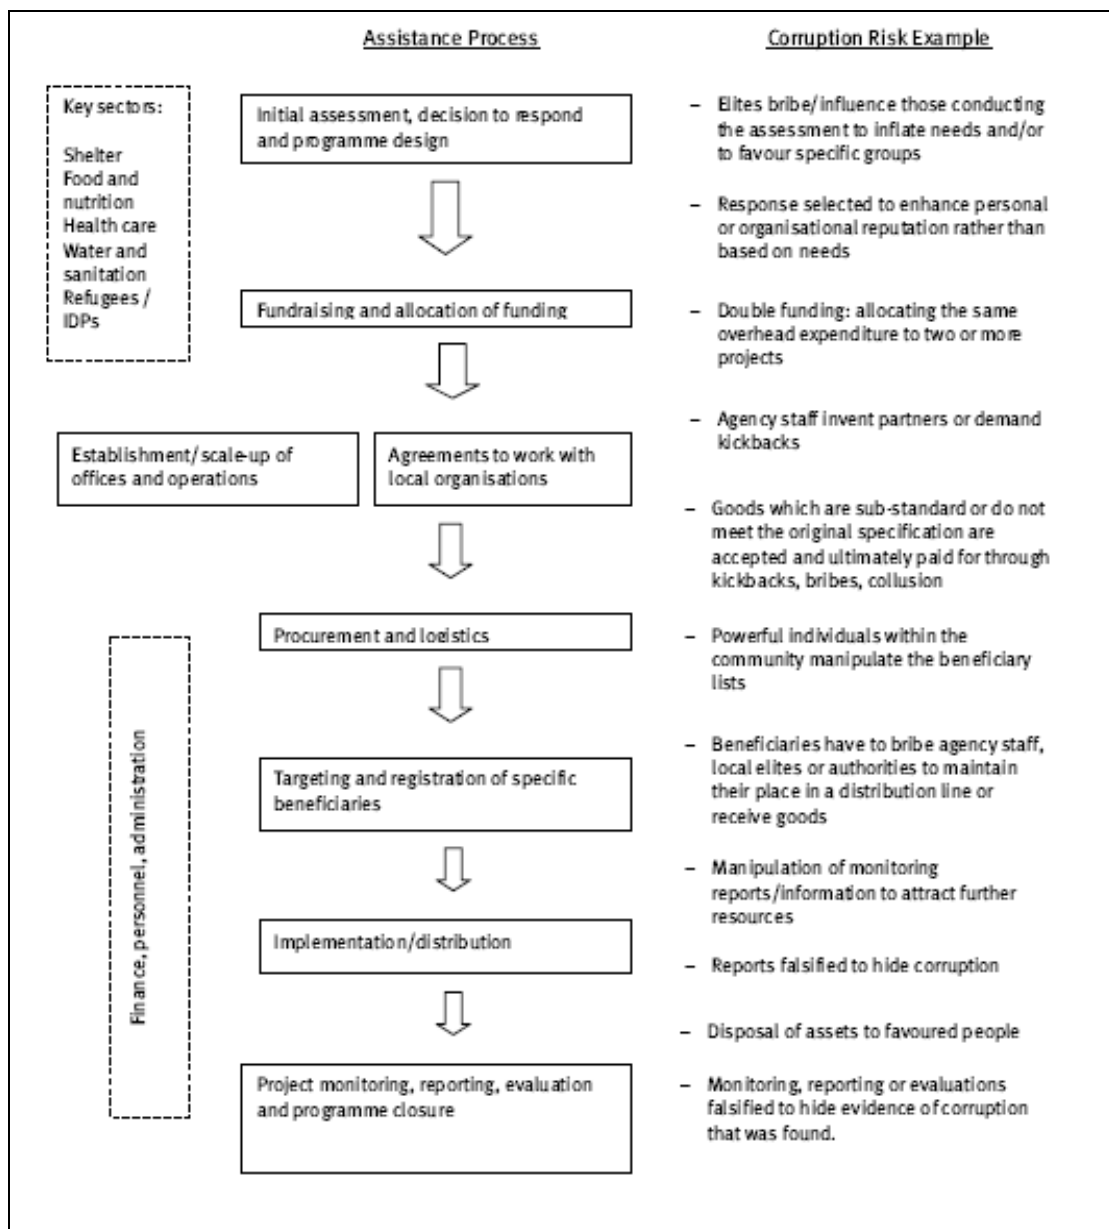 Assistance Process
Corruption Risk Example
Key sectors:
Shelter
Food and
nutrition
Health care
Water and
sanitation
Refugees /
IDPs
Initial assessment, decision to respond
and programme design
Fundraising and allocation of funding
Establishment/scale-up of
offices and operations
Agreements to work with
local organisations
Procurement and logistics
Targeting and registration of specific
beneficiaries
Implementation/distribution
Project monitoring, reporting, evaluation
and programme closure
Finance, personnel, administration
– Elites bribe/influence those conducting
the assessment to inflate needs and/or
to favour specific groups
– Response selected to enhance personal
or organisational reputation rather than
based on needs
– Double funding: allocating the same
overhead expenditure to two or more
projects
– Agency staff invent partners or demand
kickbacks
– Goods which are sub-standard or do not
meet the original specification are
accepted and ultimately paid for through
kickbacks, bribes, collusion
– Powerful individuals within the
community manipulate the beneficiary
lists
– Beneficiaries have to bribe agency staff,
local elites or authorities to maintain
their place in a distribution line or
receive goods
– Manipulation of monitoring
reports/information to attract further
resources
– Reports falsified to hide corruption
– Disposal of assets to favoured people
– Monitoring, reporting or evaluations
falsified to hide evidence of corruption
that was found.